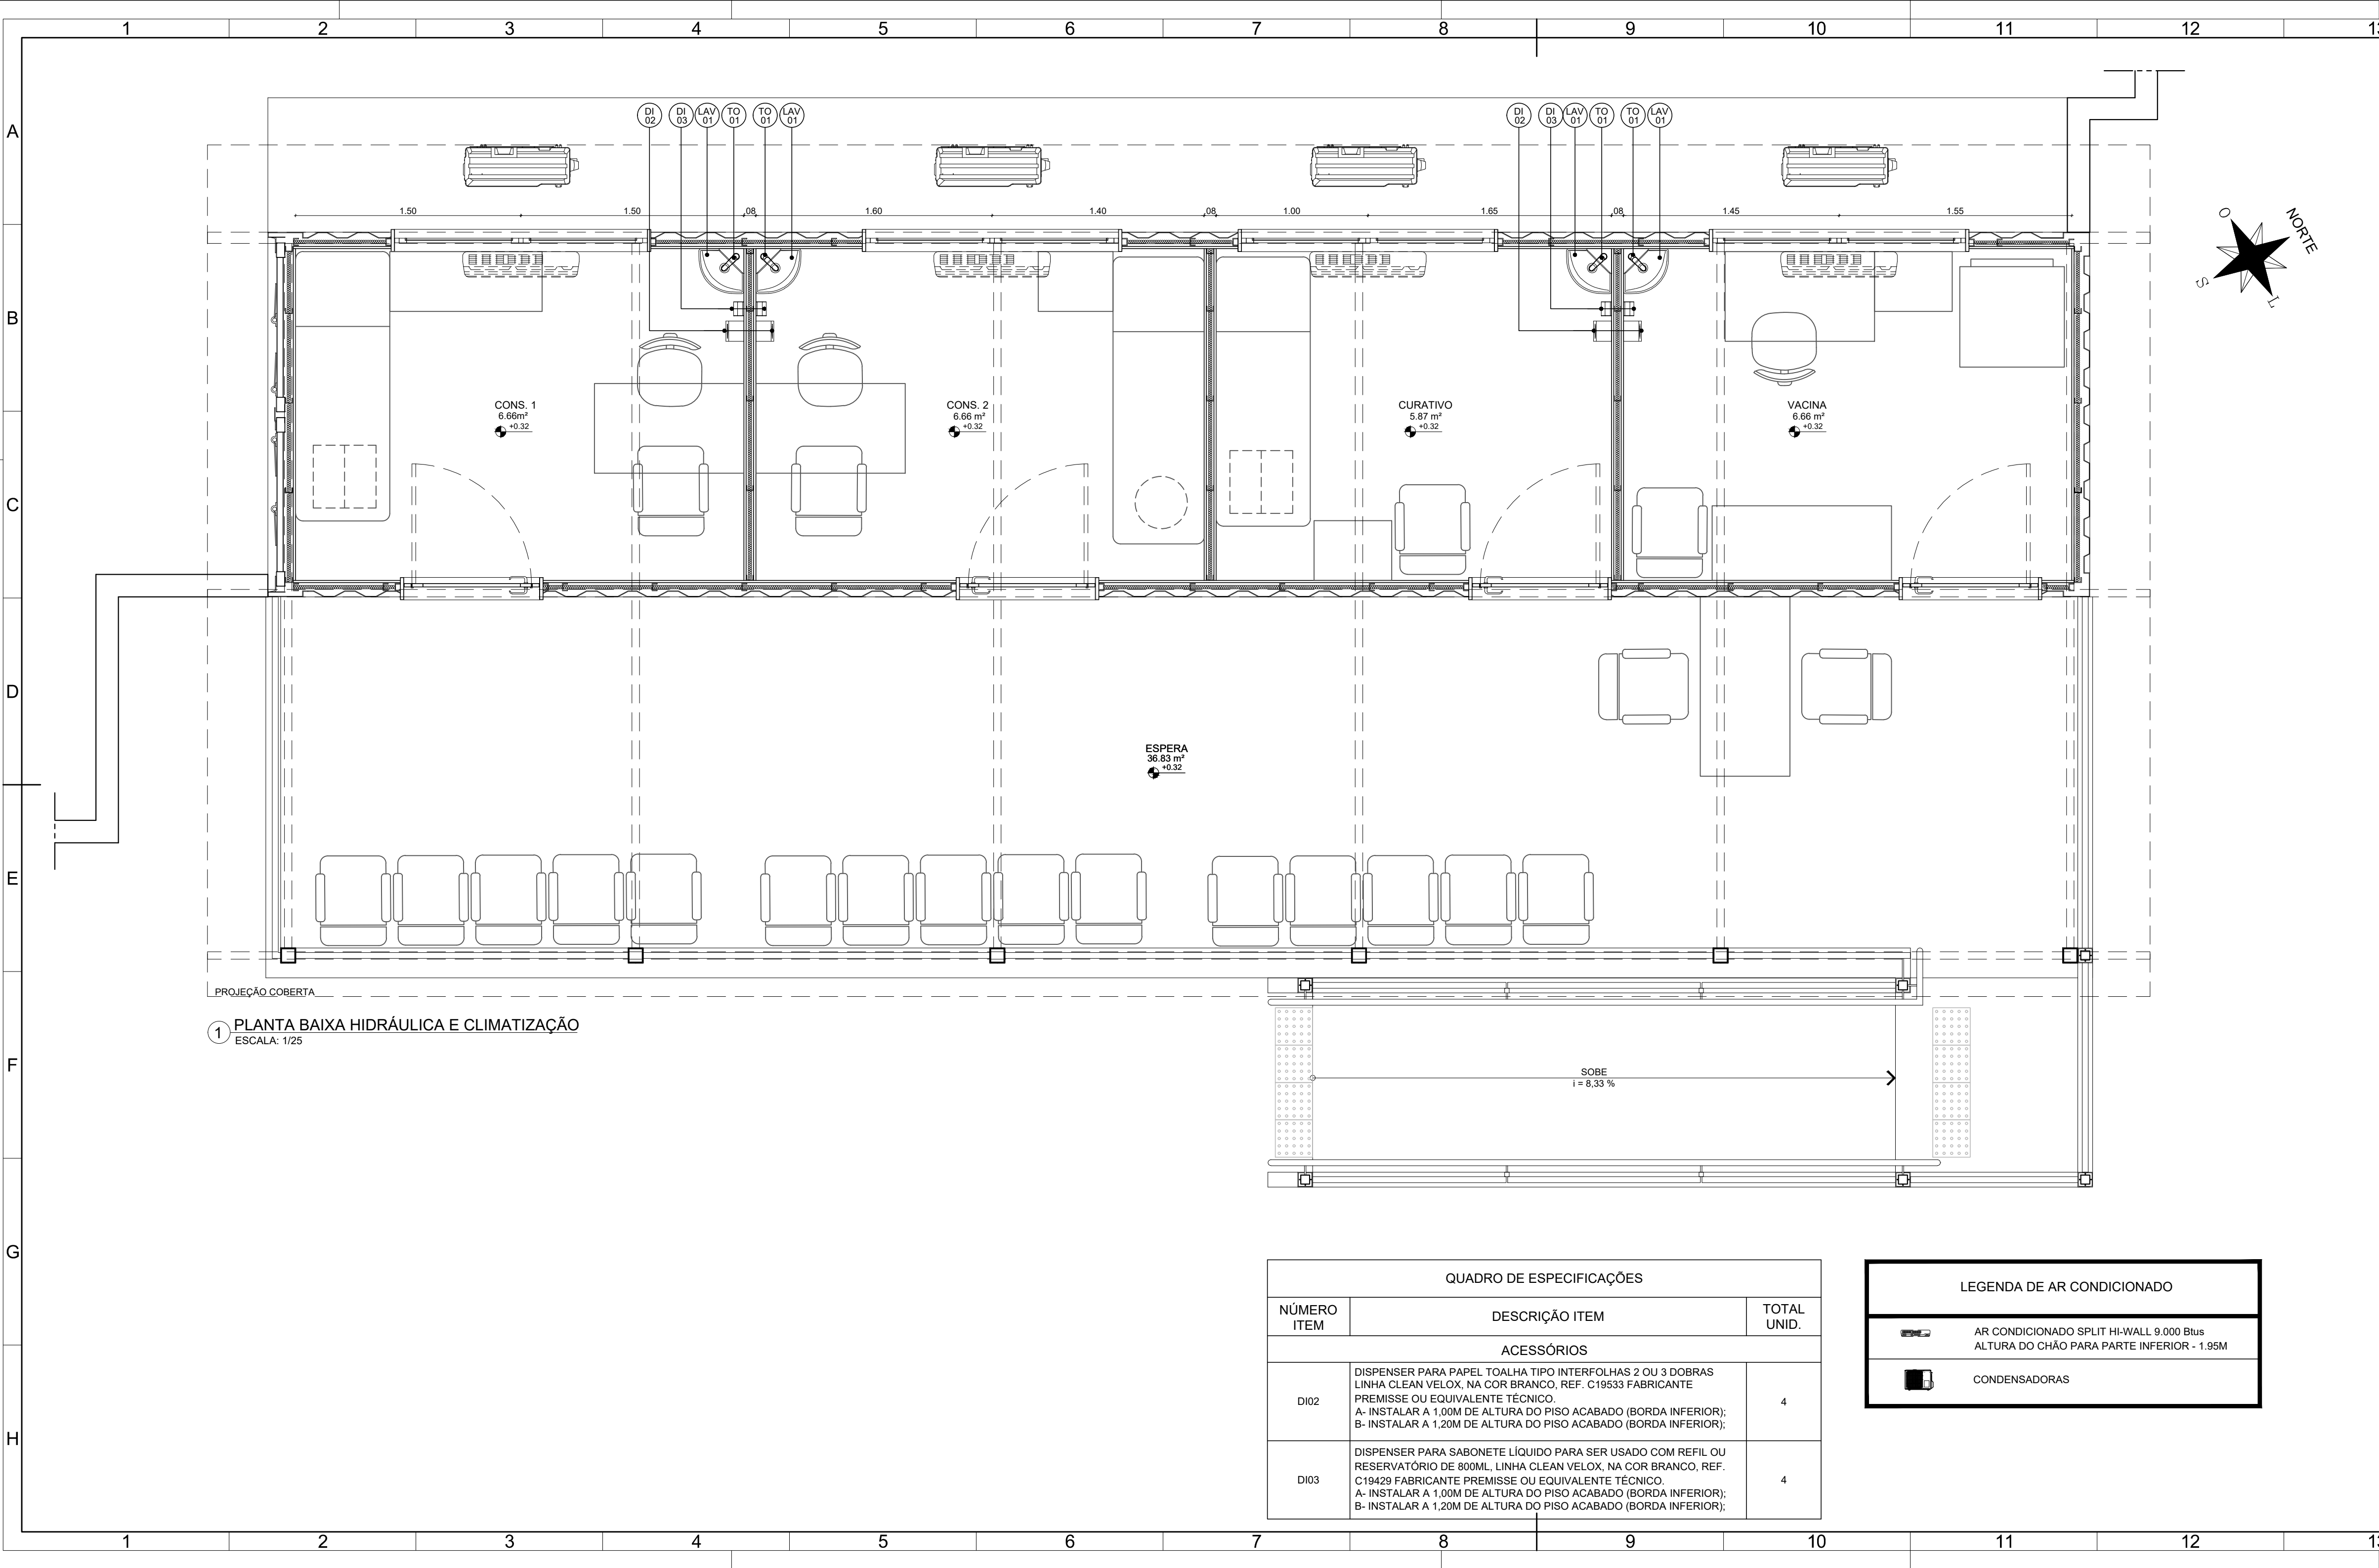 1 2 3 4 5 6 7 8 9 10 11 12
A
B
C
D
E
F
G
H
DI 02
DI 03
LAV 01
TO 01
TO 01
LAV 01
DI 02
DI 03
LAV 01
TO 01
TO 01
LAV 01
1.50 1.50 .08 1.60 1.40 .08 1.00 1.65 .08 1.45 1.55
NORTE
O
S
L
CONS. 1
6.66m²
+0.32
CONS. 2
6.66 m²
+0.32
CURATIVO
5.87 m²
+0.32
VACINA
6.66 m²
+0.32
ESPERA
36.83 m²
+0.32
PROJEÇÃO COBERTA
1 PLANTA BAIXA HIDRÁULICA E CLIMATIZAÇÃO
ESCALA: 1/25
SOBE
i = 8,33 %
QUADRO DE ESPECIFICAÇÕES
NÚMERO ITEM
DESCRIÇÃO ITEM
TOTAL UNID.
ACESSÓRIOS
DI02
DISPENSER PARA PAPEL TOALHA TIPO INTERFOLHAS 2 OU 3 DOBRAS
LINHA CLEAN VELOX, NA COR BRANCO, REF. C19533 FABRICANTE
PREMISSE OU EQUIVALENTE TÉCNICO.
A- INSTALAR A 1,00M DE ALTURA DO PISO ACABADO (BORDA INFERIOR);
B- INSTALAR A 1,20M DE ALTURA DO PISO ACABADO (BORDA INFERIOR);
4
DI03
DISPENSER PARA SABONETE LÍQUIDO PARA SER USADO COM REFIL OU
RESERVATÓRIO DE 800ML, LINHA CLEAN VELOX, NA COR BRANCO, REF.
C19429 FABRICANTE PREMISSE OU EQUIVALENTE TÉCNICO.
A- INSTALAR A 1,00M DE ALTURA DO PISO ACABADO (BORDA INFERIOR);
B- INSTALAR A 1,20M DE ALTURA DO PISO ACABADO (BORDA INFERIOR);
4
LEGENDA DE AR CONDICIONADO
AR CONDICIONADO SPLIT HI-WALL 9.000 Btus
ALTURA DO CHÃO PARA PARTE INFERIOR - 1.95M
CONDENSADORAS
1 2 3 4 5 6 7 8 9 10 11 12